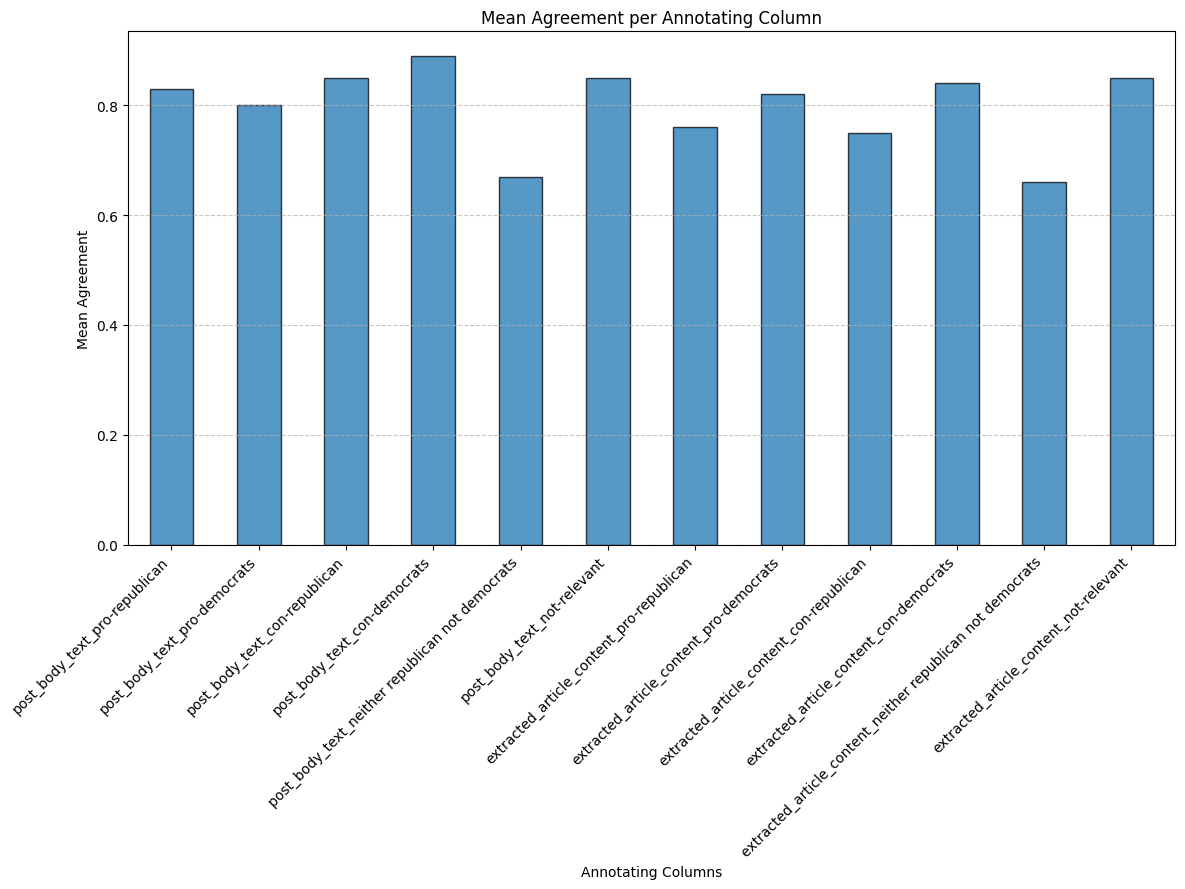 Mean Agreement per Annotating Column
Mean Agreement
0.8
0.6
0.4
0.2
0.0
post_body_text_pro-republican
post_body_text_pro-democrats
post_body_text_con-republican
post_body_text_con-democrats
post_body_text_neither republican not democrats
post_body_text_not-relevant
extracted_article_content_pro-republican
extracted_article_content_pro-democrats
extracted_article_content_con-republican
extracted_article_content_con-democrats
extracted_article_content_neither republican not democrats
extracted_article_content_not-relevant
Annotating Columns